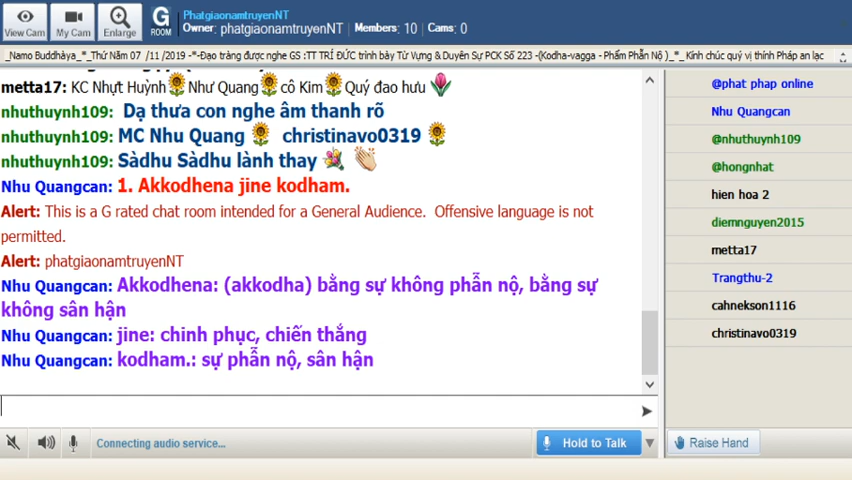 View Cam
My Cam
Enlarge
G
ROOM
PhatgiaonamtruyenNT
Owner: phatgiaonamtruyenNT | Members: 10 | Cams: 0
_Namo Buddhàya_*_Thứ Năm 07 /11 /2019 -*-Đạo tràng được nghe GS :TT TRÍ ĐỨC trình bày Từ Vựng & Duyên Sự PCK Số 223 -(Kodha-vagga - Phẩm Phẫn Nộ )_*_ Kính chúc quý vị thính Pháp an lạc
metta17: KC Nhựt Huỳnh Như Quang cô Kim Quý đao hưu
nhuthuynh109: Dạ thưa con nghe âm thanh rõ
nhuthuynh109: MC Nhu Quang christinavo0319
nhuthuynh109: Sàdhu Sàdhu lành thay
Nhu Quangcan: 1. Akkodhena jine kodham.
Alert: This is a G rated chat room intended for a General Audience. Offensive language is not
permitted.
Alert: phatgiaonamtruyenNT
Nhu Quangcan: Akkodhena: (akkodha) bằng sự không phẫn nộ, bằng sự
không sân hận
Nhu Quangcan: jine: chinh phục, chiến thắng
Nhu Quangcan: kodham.: sự phẫn nộ, sân hận
Connecting audio service...
Hold to Talk
@phat phap online
Nhu Quangcan
@nhuthuynh109
@hongnhat
hien hoa 2
diemnguyen2015
metta17
Trangthu-2
cahnekson1116
christinavo0319
Raise Hand